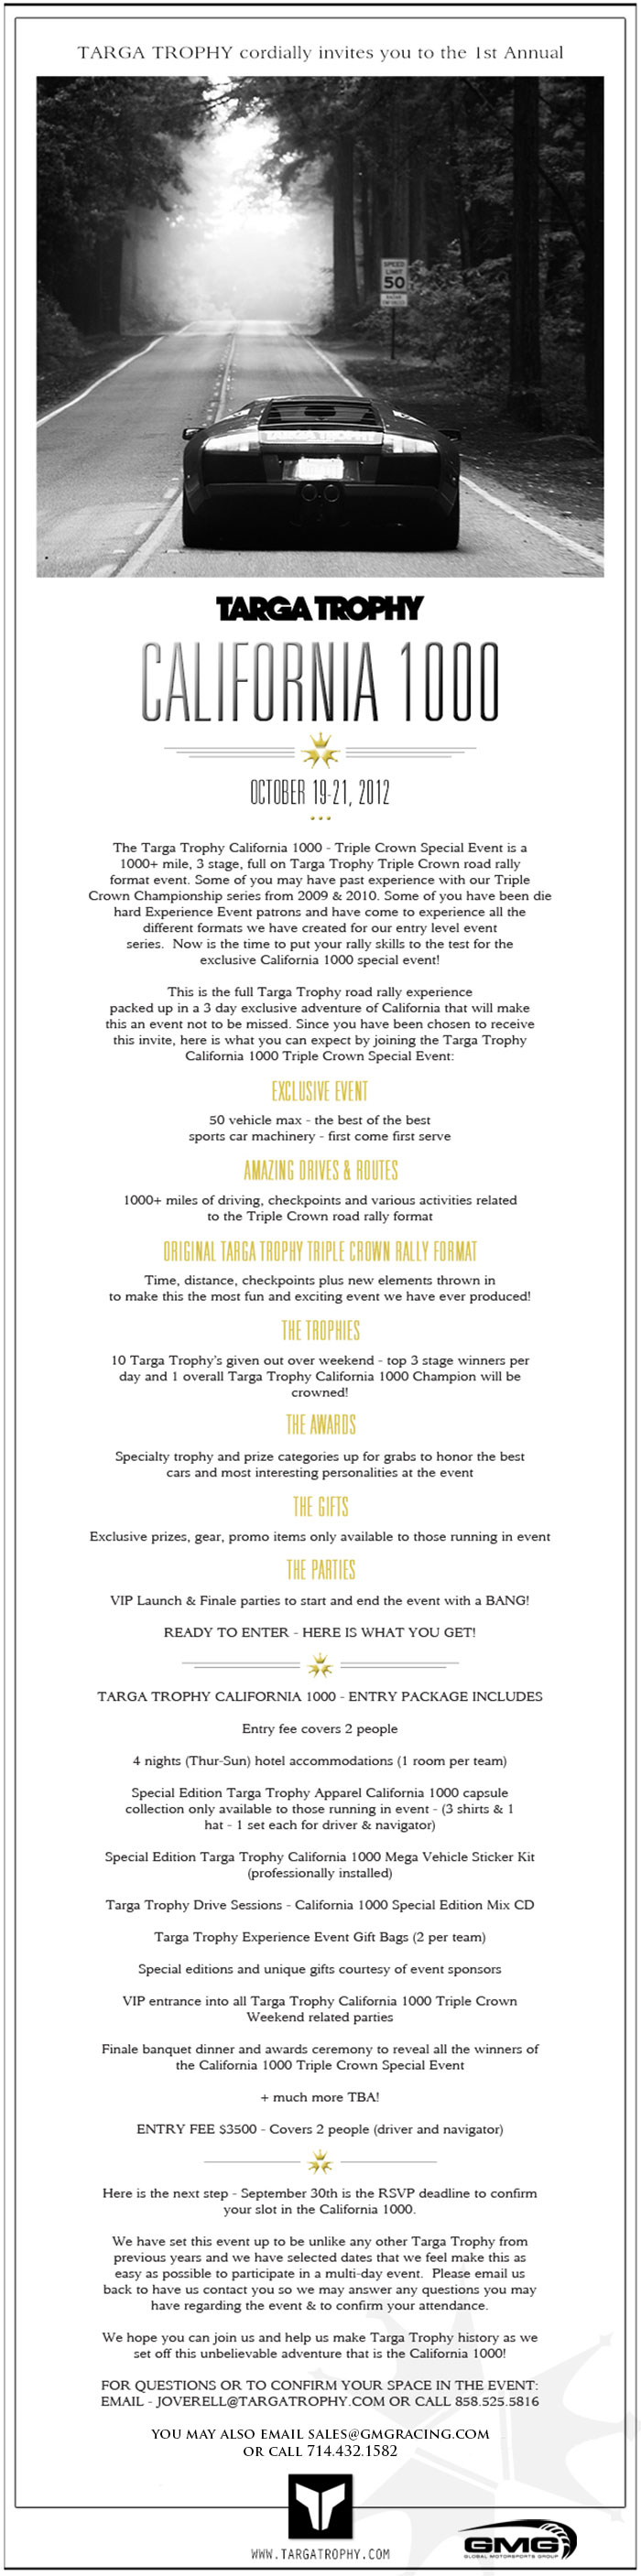 TARGA TROPHY cordially invites you to the 1st Annual
SPEED
LIMIT
50
TARGA TROPHY
TARGA TROPHY
CALIFORNIA 1000
OCTOBER 19-21, 2012
The Targa Trophy California 1000 - Triple Crown Special Event is a
1000+ mile, 3 stage, full on Targa Trophy Triple Crown road rally
format event. Some of you may have past experience with our Triple
Crown Championship series from 2009 & 2010. Some of you have been die
hard Experience Event patrons and have come to experience all the
different formats we have created for our entry level event
series. Now is the time to put your rally skills to the test for the
exclusive California 1000 special event!
This is the full Targa Trophy road rally experience
packed up in a 3 day exclusive adventure of California that will make
this an event not to be missed. Since you have been chosen to receive
this invite, here is what you can expect by joining the Targa Trophy
California 1000 Triple Crown Special Event:
EXCLUSIVE EVENT
50 vehicle max - the best of the best
sports car machinery - first come first serve
AMAZING DRIVES & ROUTES
1000+ miles of driving, checkpoints and various activities related
to the Triple Crown road rally format
ORIGINAL TARGA TROPHY TRIPLE CROWN RALLY FORMAT
Time, distance, checkpoints plus new elements thrown in
to make this the most fun and exciting event we have ever produced!
THE TROPHIES
10 Targa Trophy's given out over weekend - top 3 stage winners per
day and 1 overall Targa Trophy California 1000 Champion will be
crowned!
THE AWARDS
Specialty trophy and prize categories up for grabs to honor the best
cars and most interesting personalities at the event
THE GIFTS
Exclusive prizes, gear, promo items only available to those running in event
THE PARTIES
VIP Launch & Finale parties to start and end the event with a BANG!
READY TO ENTER - HERE IS WHAT YOU GET!
TARGA TROPHY CALIFORNIA 1000 - ENTRY PACKAGE INCLUDES
Entry fee covers 2 people
4 nights (Thur-Sun) hotel accommodations (1 room per team)
Special Edition Targa Trophy Apparel California 1000 capsule
collection only available to those running in event - (3 shirts & 1
hat - 1 set each for driver & navigator)
Special Edition Targa Trophy California 1000 Mega Vehicle Sticker Kit
(professionally installed)
Targa Trophy Drive Sessions - California 1000 Special Edition Mix CD
Targa Trophy Experience Event Gift Bags (2 per team)
Special editions and unique gifts courtesy of event sponsors
VIP entrance into all Targa Trophy California 1000 Triple Crown
Weekend related parties
Finale banquet dinner and awards ceremony to reveal all the winners of
the California 1000 Triple Crown Special Event
+ much more TBA!
ENTRY FEE $3500 - Covers 2 people (driver and navigator)
Here is the next step - September 30th is the RSVP deadline to confirm
your slot in the California 1000.
We have set this event up to be unlike any other Targa Trophy from
previous years and we have selected dates that we feel make this as
easy as possible to participate in a multi-day event. Please email us
back to have us contact you so we may answer any questions you may
have regarding the event & to confirm your attendance.
We hope you can join us and help us make Targa Trophy history as we
set off this unbelievable adventure that is the California 1000!
FOR QUESTIONS OR TO CONFIRM YOUR SPACE IN THE EVENT:
EMAIL - JOVERELL@TARGATROPHY.COM OR CALL 858.525.5816
YOU MAY ALSO EMAIL SALES@GMGRACING.COM
OR CALL 714.432.1582
WWW.TARGATROPHY.COM
GMG
GLOBAL MOTORSPORTS GROUP